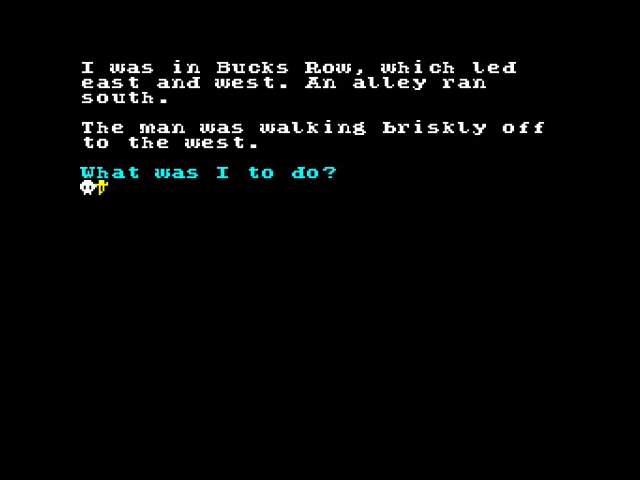 I was in Bucks Row, which led
east and west. An alley ran
south.
The man was walking briskly off
to the west.
What was I to do?